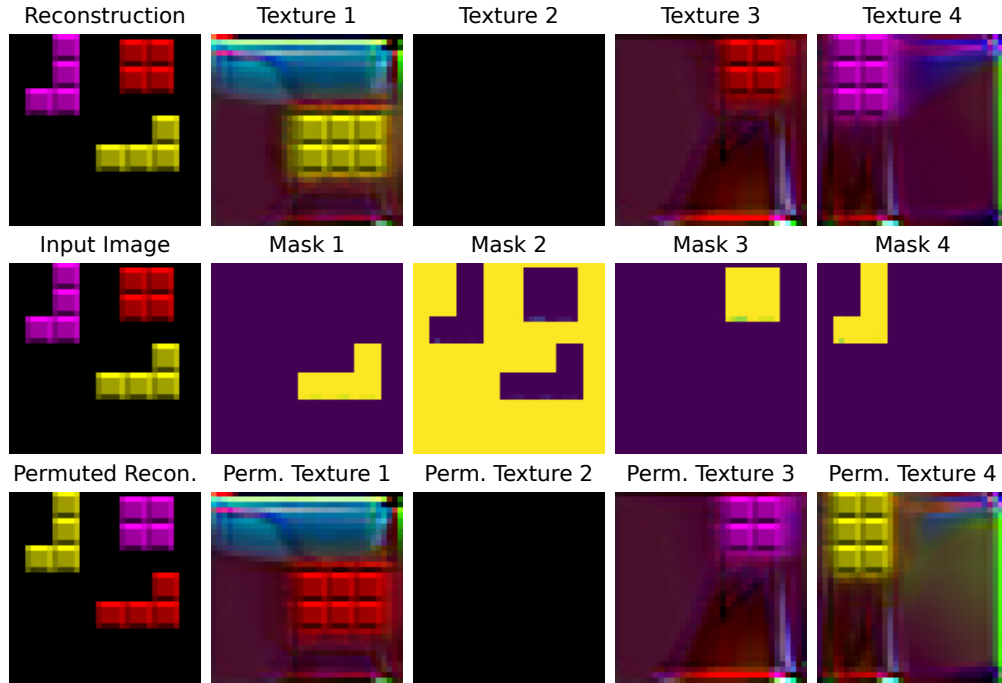 Reconstruction Texture 1 Texture 2 Texture 3 Texture 4
Input Image Mask 1 Mask 2 Mask 3 Mask 4
Permuted Recon. Perm. Texture 1 Perm. Texture 2 Perm. Texture 3 Perm. Texture 4